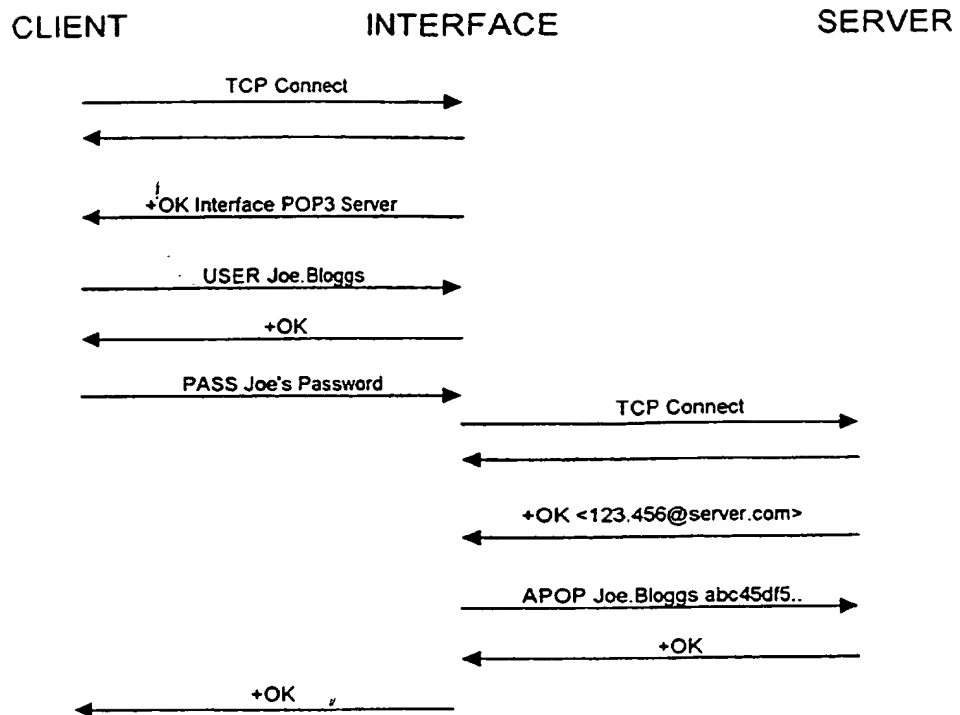 CLIENT INTERFACE SERVER
TCP Connect
+OK Interface POP3 Server
USER Joe.Bloggs
+OK
PASS Joe's Password
TCP Connect
+OK <123.456@server.com>
APOP Joe.Bloggs abc45df5..
+OK
+OK